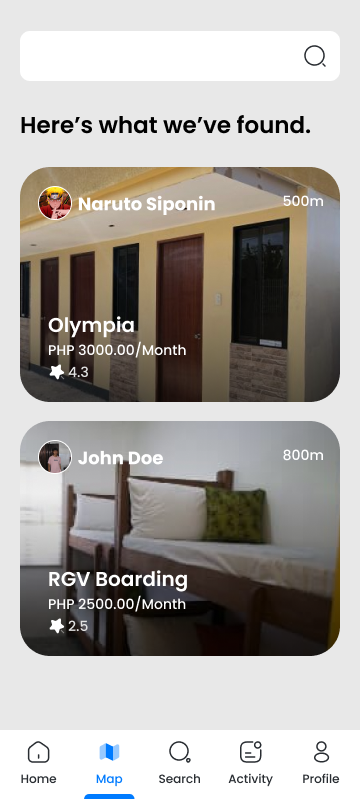 Here’s what we’ve found.
Naruto Siponin
500m
Olympia
PHP 3000.00/Month
4.3
John Doe
800m
RGV Boarding
PHP 2500.00/Month
2.5
Home Map Search Activity Profile